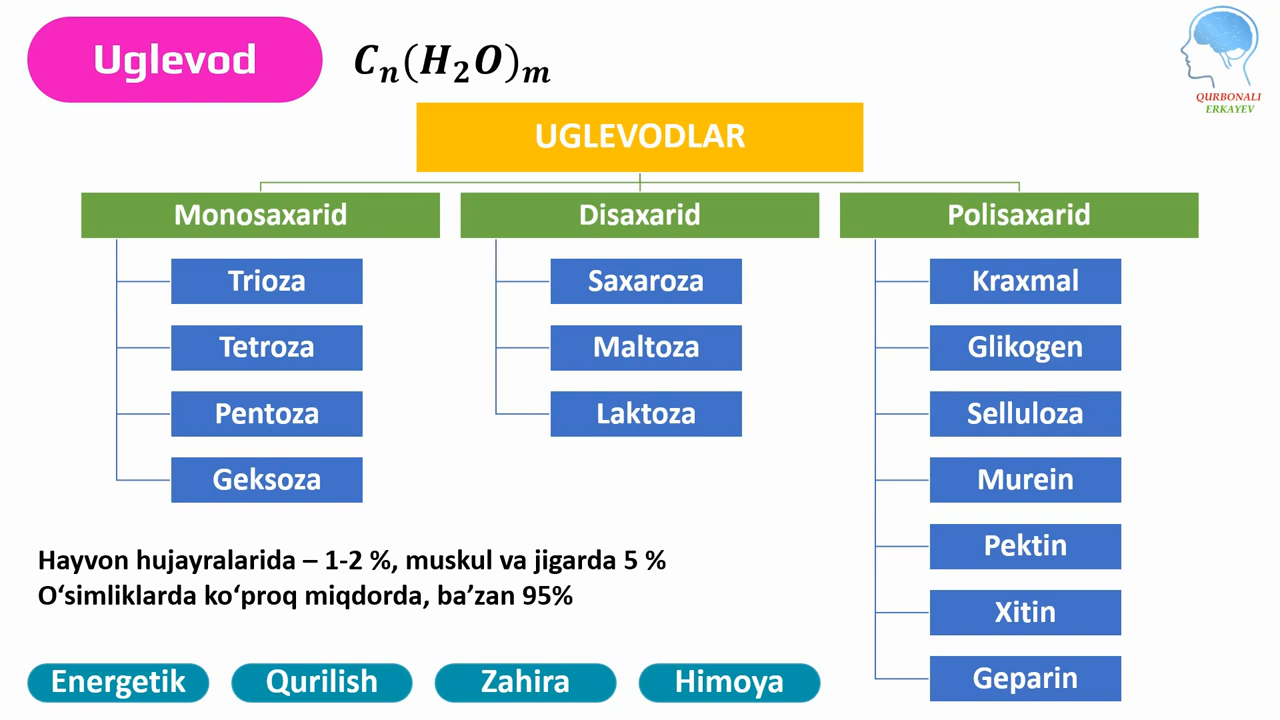 Uglevod
Cₙ(H₂O)ₘ
QURBONALI
ERKAYEV
UGLEVODLAR
Monosaxarid
Trioza
Tetroza
Pentoza
Geksoza
Disaxarid
Saxaroza
Maltoza
Laktoza
Polisaxarid
Kraxmal
Glikogen
Selluloza
Murein
Pektin
Xitin
Geparin
Hayvon hujayralarida – 1-2 %, muskul va jigarda 5 %
O‘simliklarda ko‘proq miqdorda, ba’zan 95%
Energetik
Qurilish
Zahira
Himoya